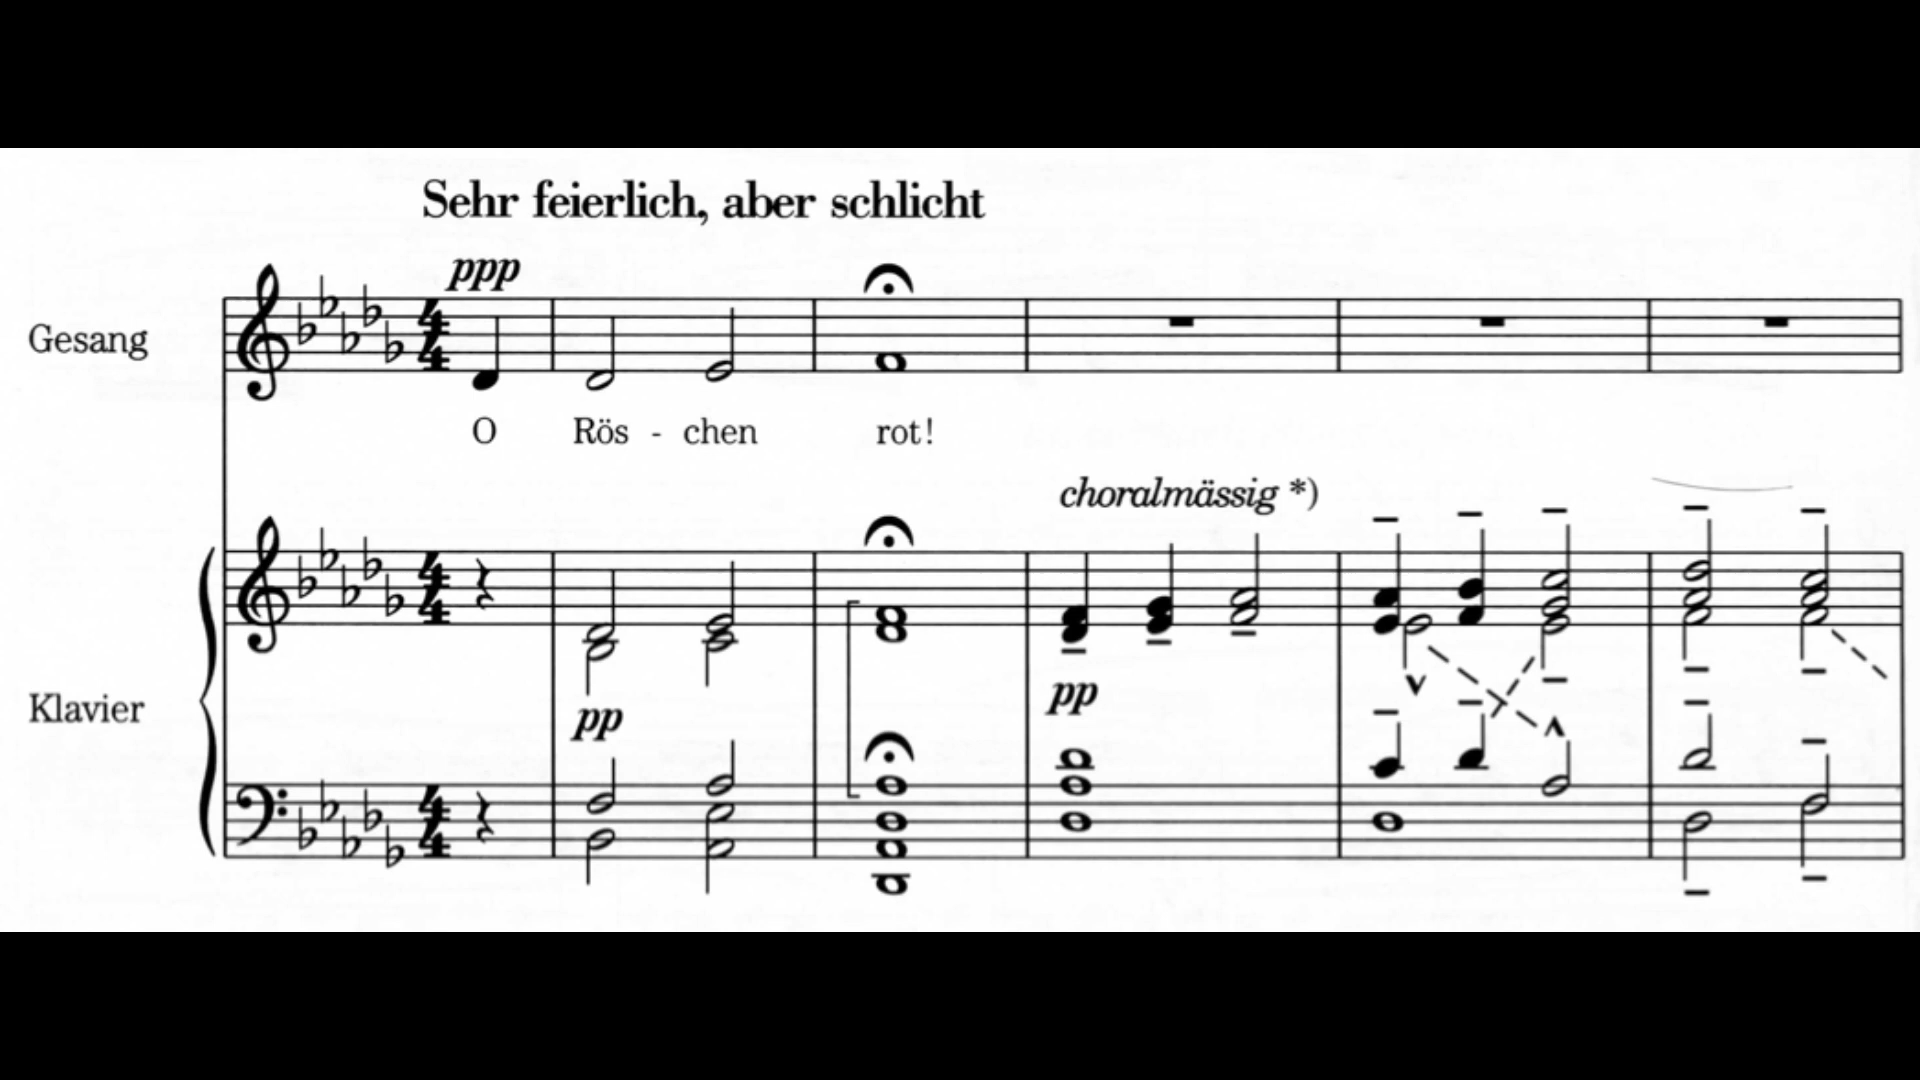 Sehr feierlich, aber schlicht
ppp
Gesang
O Rös - chen rot!
choralmässig *)
Klavier
pp
pp